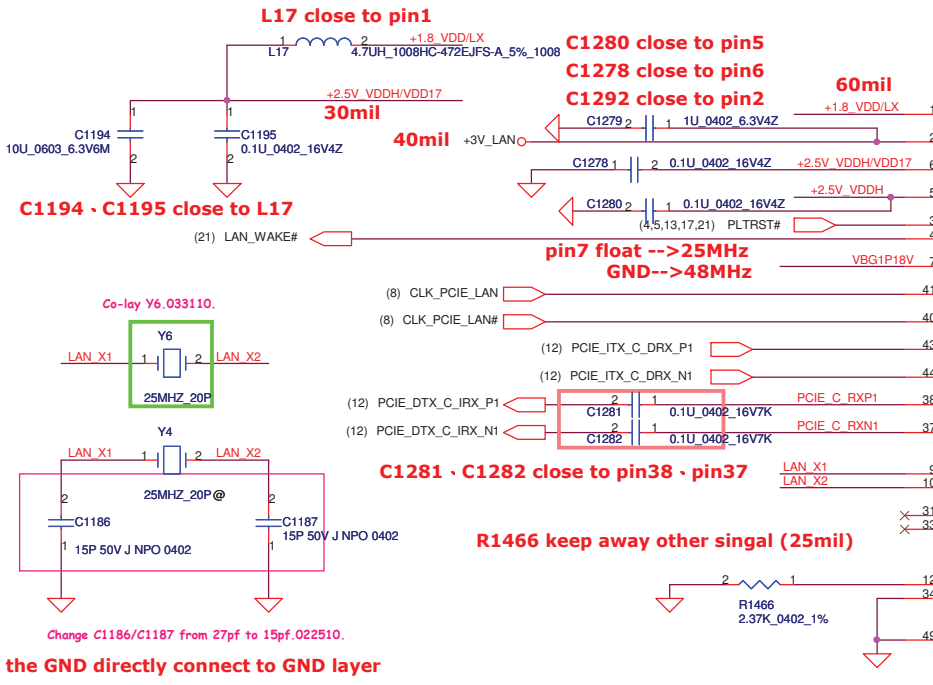 L17 close to pin1
1 2 +1.8_VDD/LX
L17 4.7UH_1008HC-472EJFS-A_5%_1008
+2.5V_VDDH/VDD17
30mil
1 1
C1194 C1195
10U_0603_6.3V6M 0.1U_0402_16V4Z
2 2
C1194、C1195 close to L17
C1280 close to pin5
C1278 close to pin6
C1292 close to pin2
60mil
+1.8_VDD/LX 1
C1279 2 1 1U_0402_6.3V4Z
40mil +3V_LAN 2
C1278 2 1 0.1U_0402_16V4Z +2.5V_VDDH/VDD17 6
+2.5V_VDDH 5
C1280 2 1 0.1U_0402_16V4Z
(4,5,13,17,21) PLTRST# 3
(21) LAN_WAKE# 4
pin7 float -->25MHz
GND-->48MHz
VBG1P18V 7
(8) CLK_PCIE_LAN 41
(8) CLK_PCIE_LAN# 40
(12) PCIE_ITX_C_DRX_P1 43
(12) PCIE_ITX_C_DRX_N1 44
(12) PCIE_DTX_C_IRX_P1 2 1 PCIE_C_RXP1 38
C1281 0.1U_0402_16V7K
(12) PCIE_DTX_C_IRX_N1 2 1 PCIE_C_RXN1 37
C1282 0.1U_0402_16V7K
C1281、C1282 close to pin38、pin37
LAN_X1 9
LAN_X2 10
31
33
R1466 keep away other singal (25mil)
2 1 12
R1466
2.37K_0402_1%
34
49
Co-lay Y6.033110.
Y6
LAN_X1 1 2 LAN_X2
25MHZ_20P
Y4
LAN_X1 1 2 LAN_X2
25MHZ_20P@
2 2
C1186 C1187
15P 50V J NPO 0402 15P 50V J NPO 0402
1 1
Change C1186/C1187 from 27pf to 15pf.022510.
the GND directly connect to GND layer